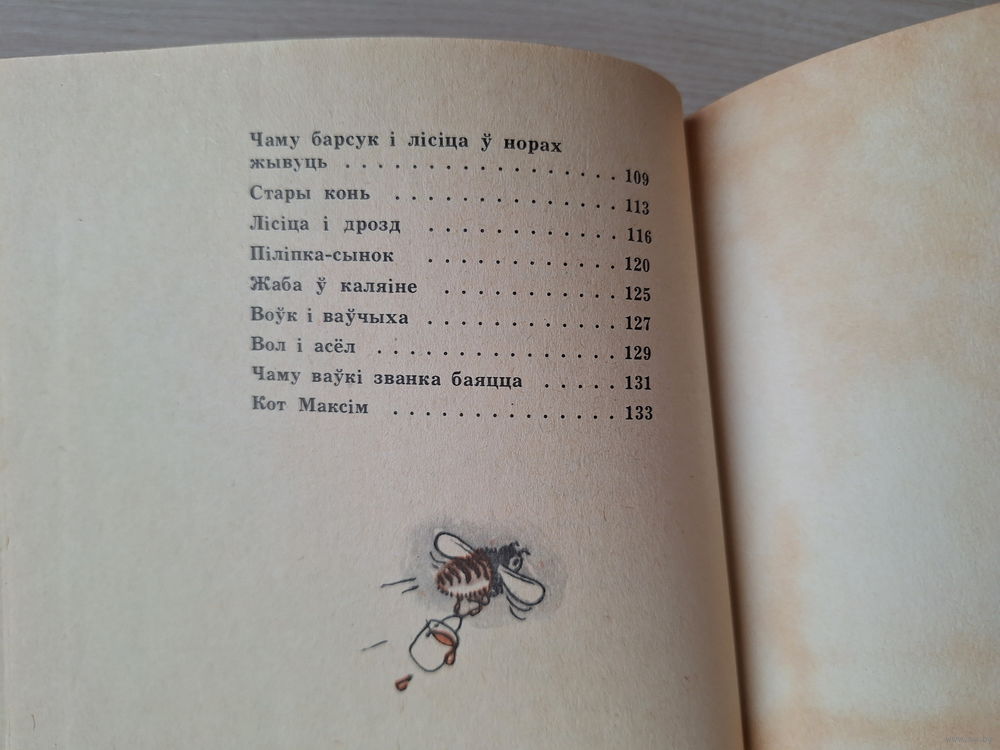 Чаму барсук і лісіца ў норах
жывуць . . . . . . . . . . . . . . . . . 109
Стары конь . . . . . . . . . . . . . . 113
Лісіца і дрозд . . . . . . . . . . . . 116
Піліпка-сынок . . . . . . . . . . . . 120
Жаба ў каляіне . . . . . . . . . . . 125
Воўк і ваўчыха . . . . . . . . . . . . 127
Вол і асёл . . . . . . . . . . . . . . . 129
Чаму ваўкі званка баяцца . . . . . 131
Кот Максім . . . . . . . . . . . . . . 133